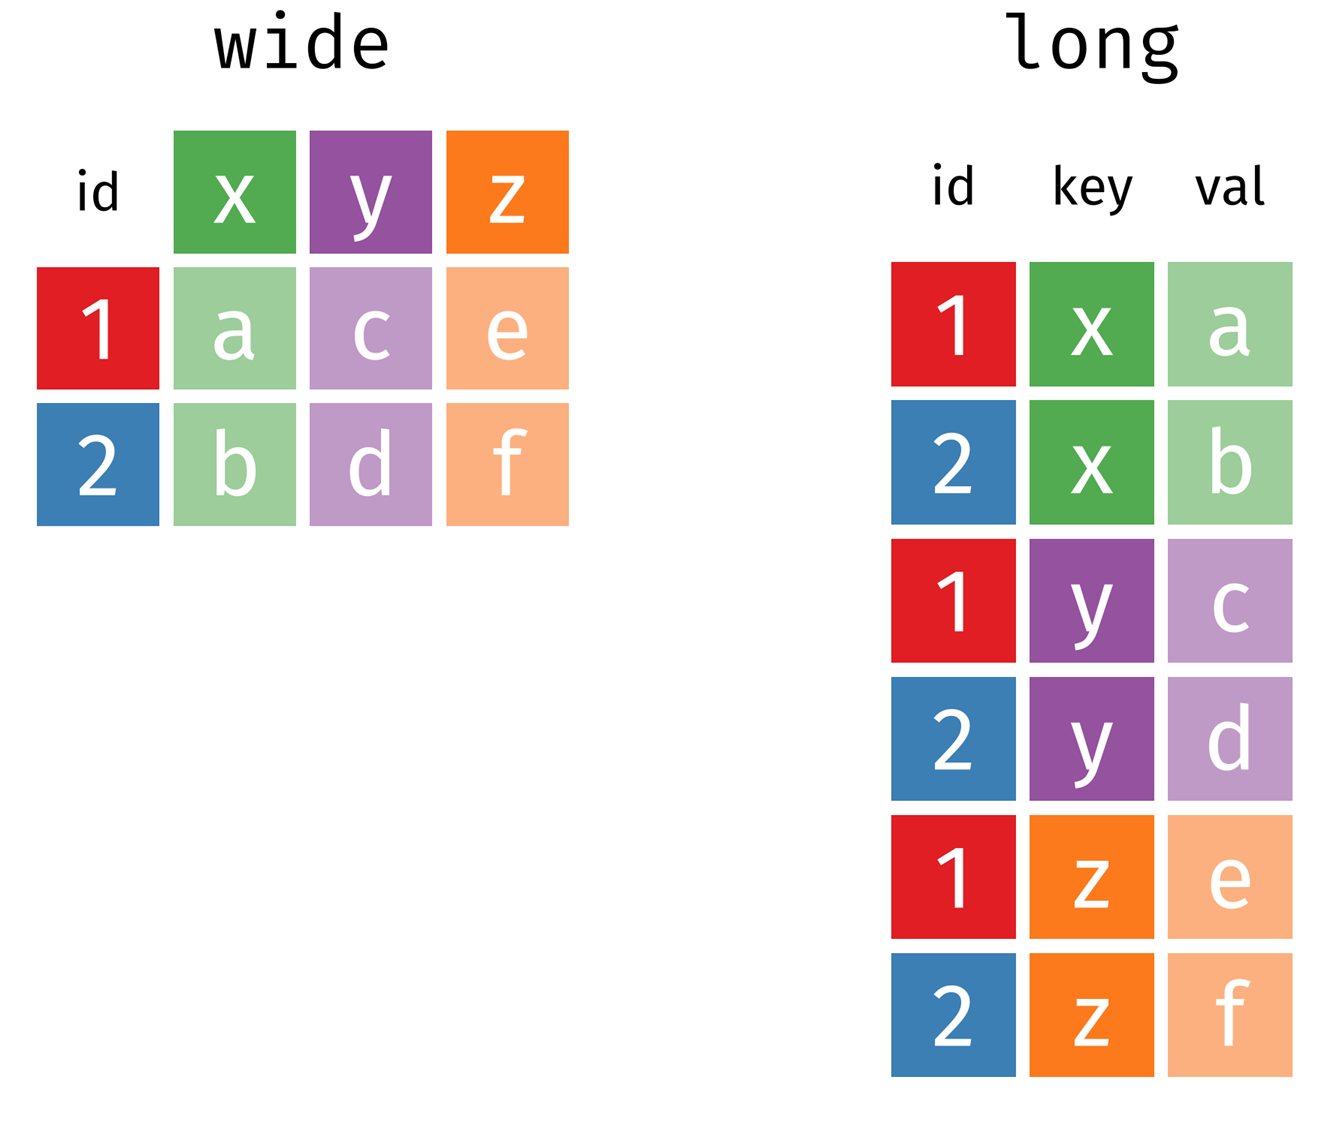 wide
id x y z
1 a c e
2 b d f
long
id key val
1 x a
2 x b
1 y c
2 y d
1 z e
2 z f